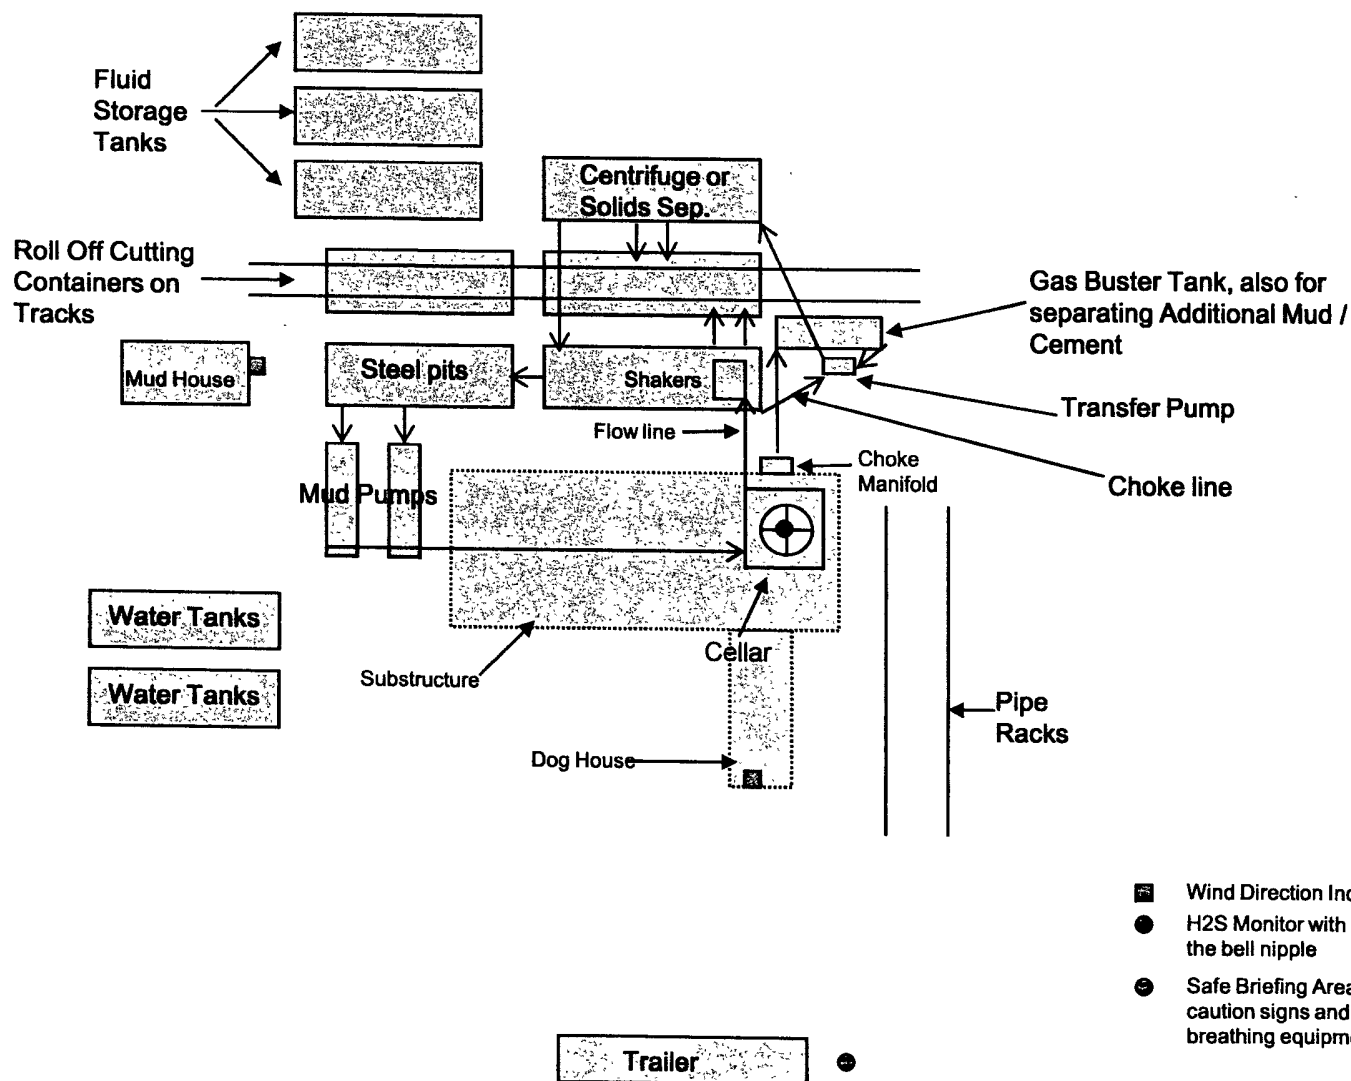 Fluid
Storage
Tanks
Centrifuge or
Solids Sep.
Roll Off Cutting
Containers on
Tracks
Gas Buster Tank, also for
separating Additional Mud /
Cement
Mud House
Steel pits
Shakers
Transfer Pump
Flow line
Choke
Manifold
Choke line
Mud Pumps
Water Tanks
Water Tanks
Substructure
Cellar
Pipe
Racks
Dog House
Wind Direction
H2S Monitor with
the bell nipple
Safe Briefing Area
caution signs and
breathing
Trailer